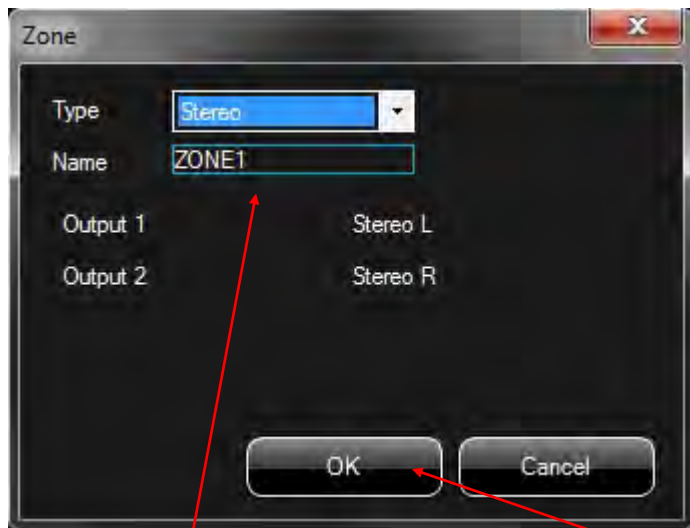 Zone
Type Stereo
Name ZONE1
Output 1 Stereo L
Output 2 Stereo R
OK Cancel